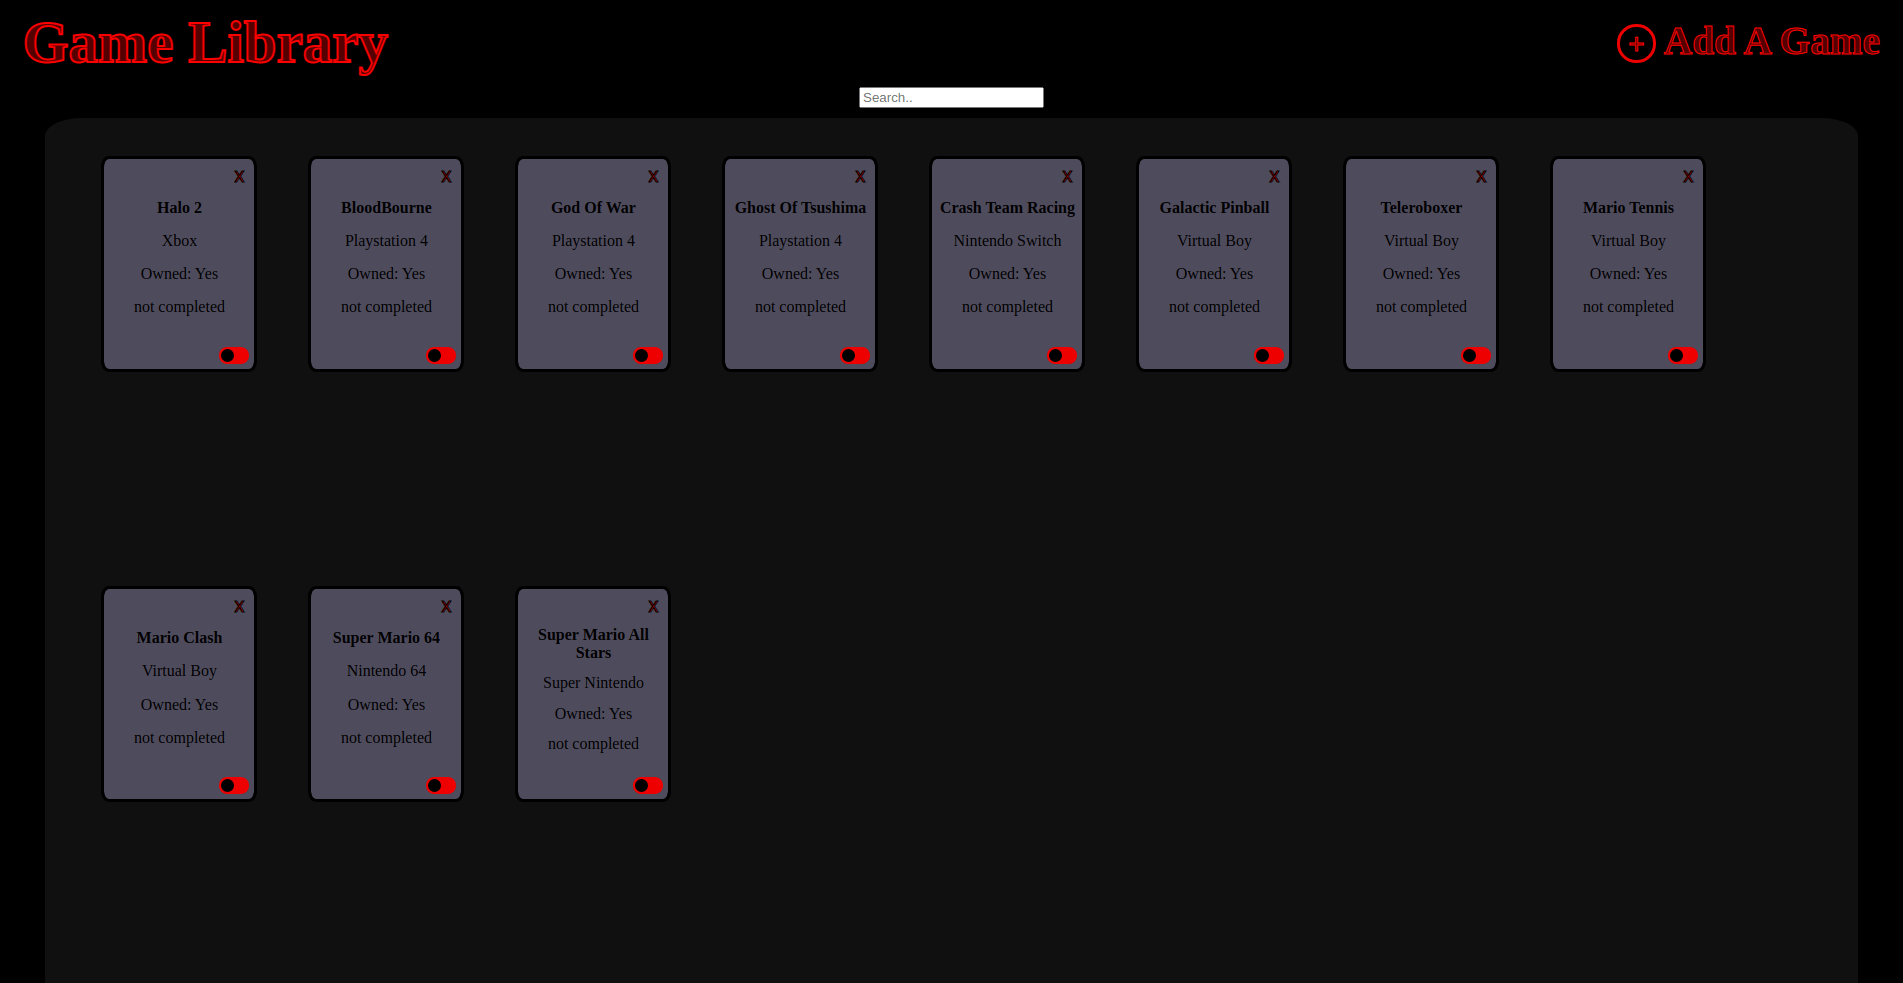 Game Library
+ Add A Game
Search..
X
Halo 2
Xbox
Owned: Yes
not completed
X
BloodBourne
Playstation 4
Owned: Yes
not completed
X
God Of War
Playstation 4
Owned: Yes
not completed
X
Ghost Of Tsushima
Playstation 4
Owned: Yes
not completed
X
Crash Team Racing
Nintendo Switch
Owned: Yes
not completed
X
Galactic Pinball
Virtual Boy
Owned: Yes
not completed
X
Teleroboxer
Virtual Boy
Owned: Yes
not completed
X
Mario Tennis
Virtual Boy
Owned: Yes
not completed
X
Mario Clash
Virtual Boy
Owned: Yes
not completed
X
Super Mario 64
Nintendo 64
Owned: Yes
not completed
X
Super Mario All
Stars
Super Nintendo
Owned: Yes
not completed